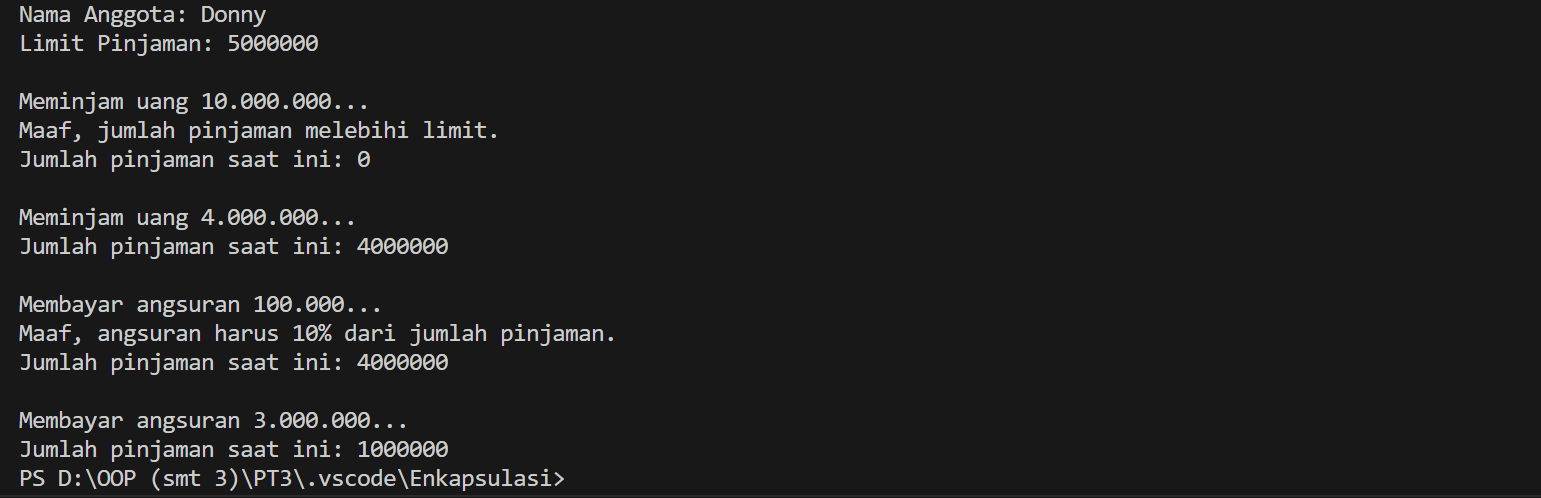 Nama Anggota: Donny
Limit Pinjaman: 5000000
Meminjam uang 10.000.000...
Maaf, jumlah pinjaman melebihi limit.
Jumlah pinjaman saat ini: 0
Meminjam uang 4.000.000...
Jumlah pinjaman saat ini: 4000000
Membayar angsuran 100.000...
Maaf, angsuran harus 10% dari jumlah pinjaman.
Jumlah pinjaman saat ini: 4000000
Membayar angsuran 3.000.000...
Jumlah pinjaman saat ini: 1000000
PS D:\OOP (smt 3)\PT3\.vscode\Enkapsulasi>